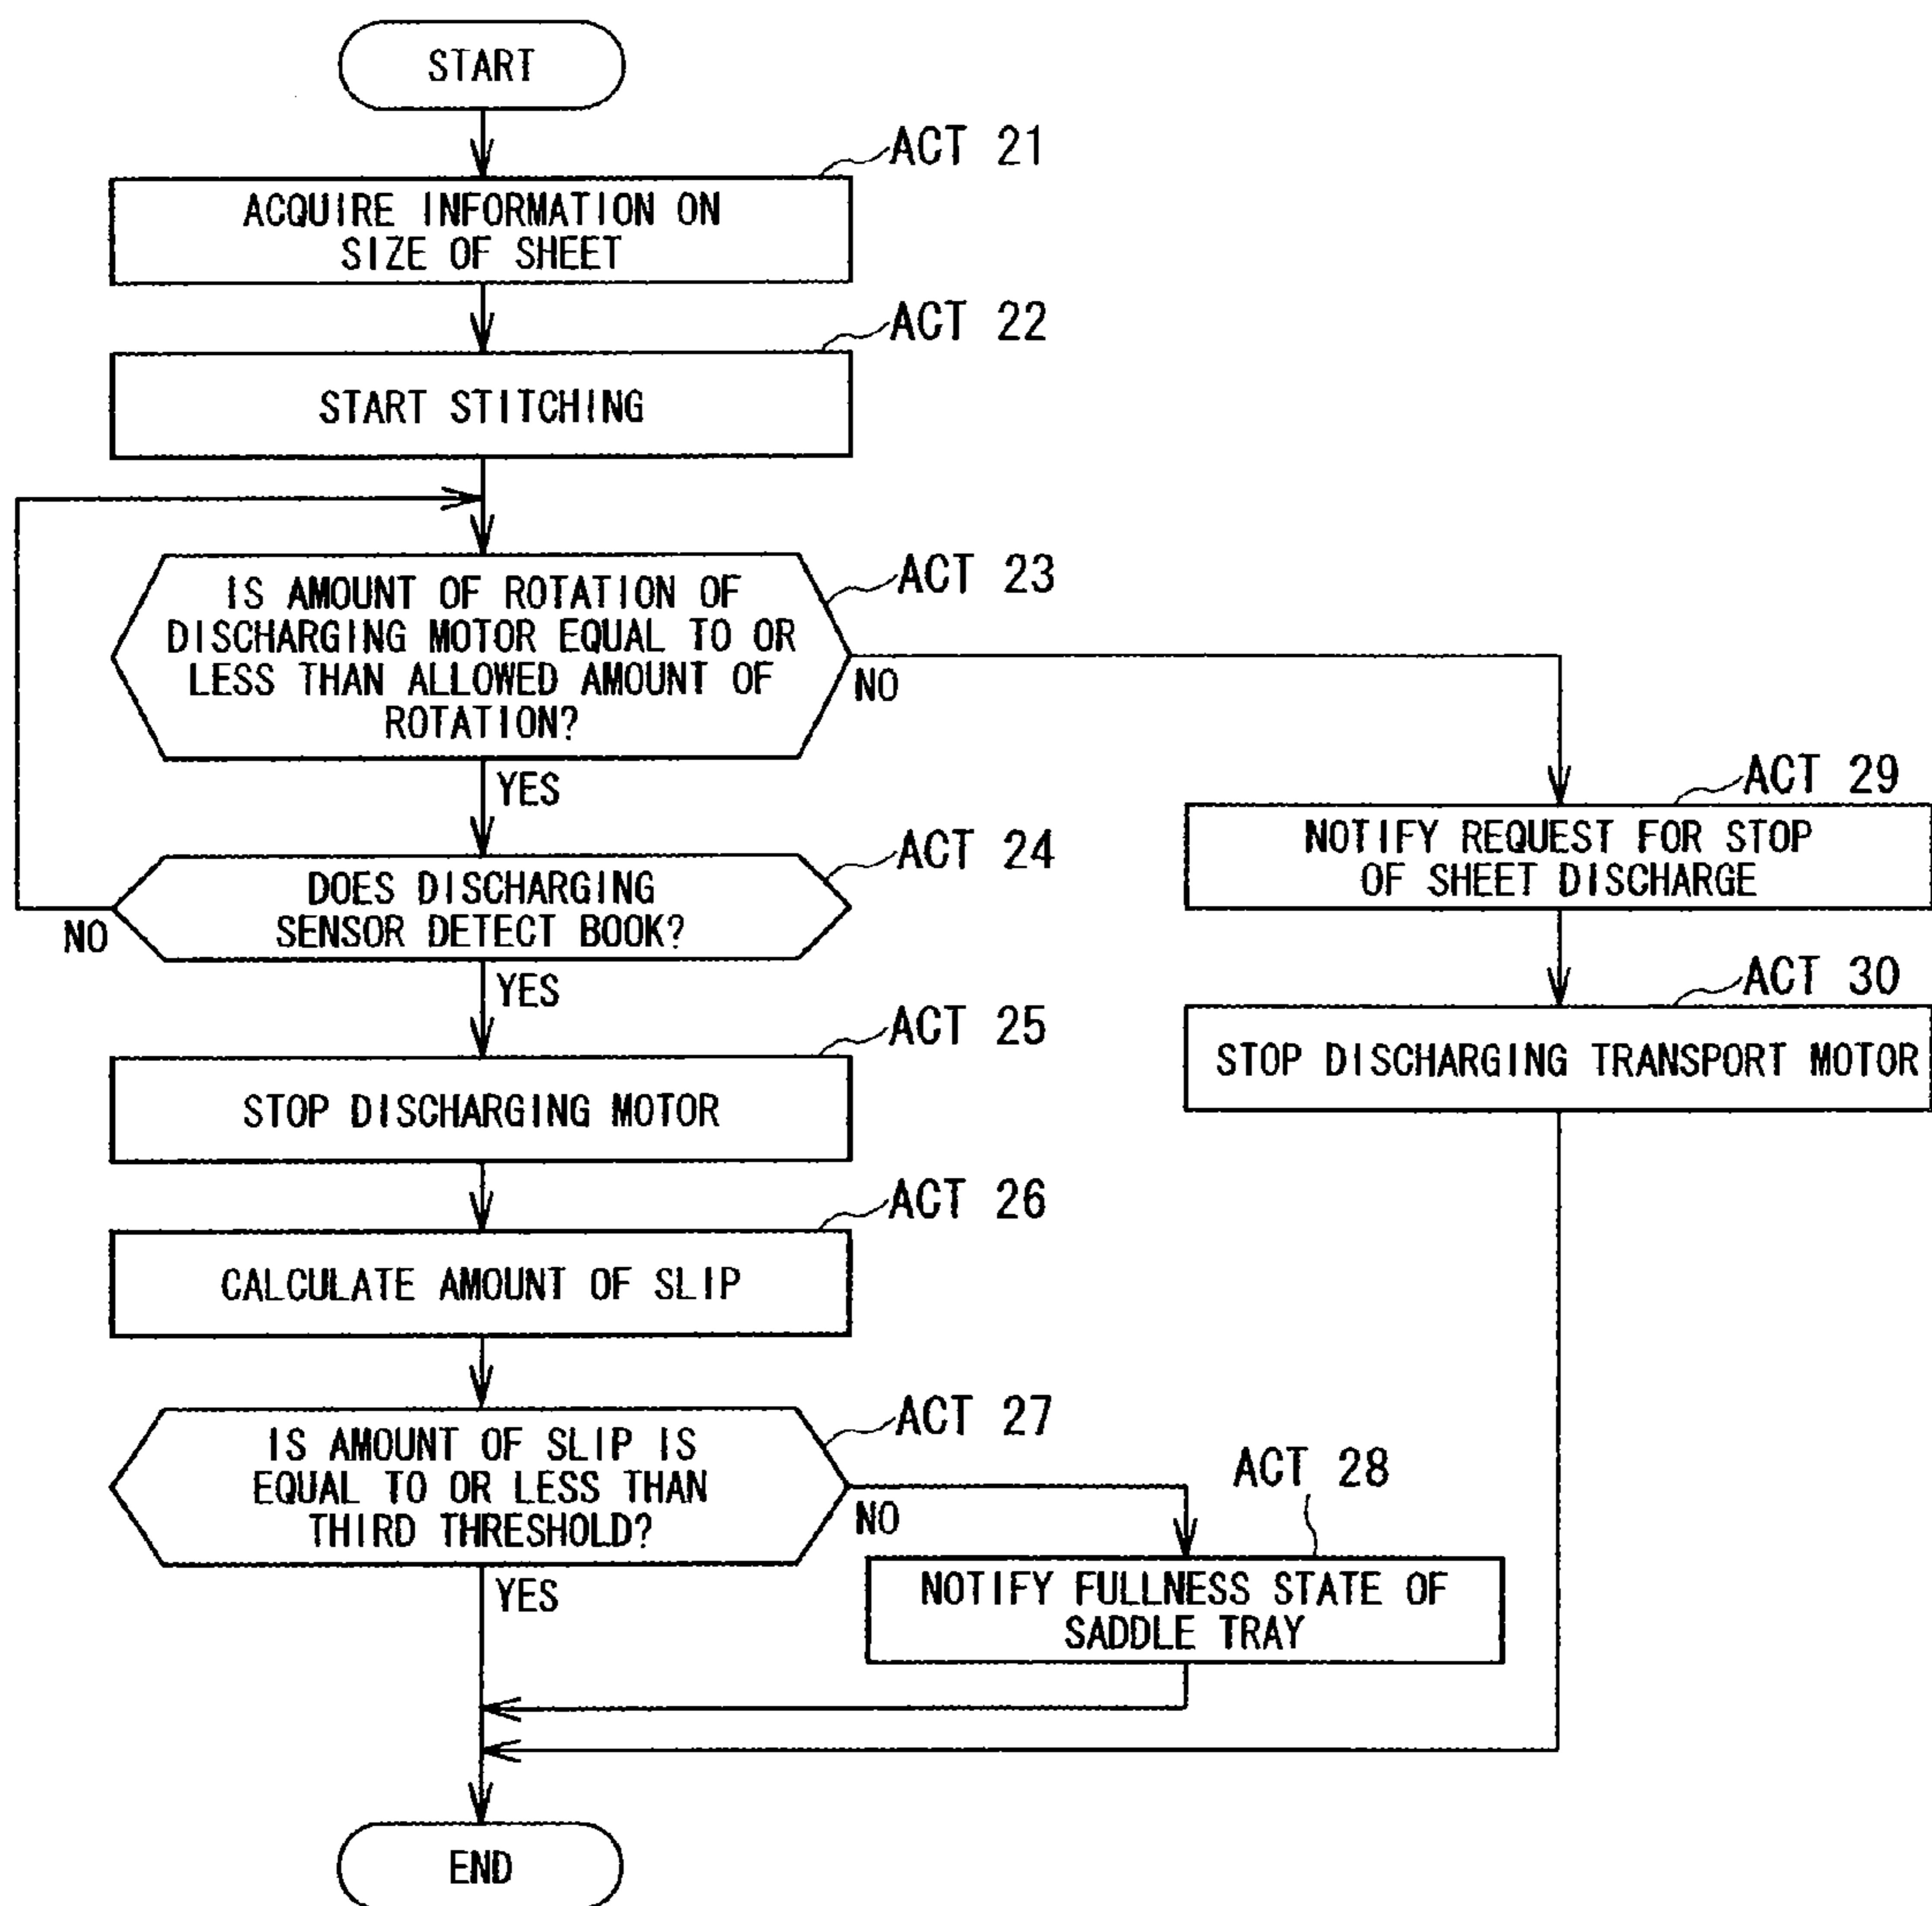 START
ACT 21
ACQUIRE INFORMATION ON
SIZE OF SHEET
ACT 22
START STITCHING
ACT 23
IS AMOUNT OF ROTATION OF
DISCHARGING MOTOR EQUAL TO OR
LESS THAN ALLOWED AMOUNT OF
ROTATION?
NO
YES
ACT 24
DOES DISCHARGING
SENSOR DETECT BOOK?
NO
YES
ACT 25
STOP DISCHARGING MOTOR
ACT 26
CALCULATE AMOUNT OF SLIP
ACT 27
IS AMOUNT OF SLIP IS
EQUAL TO OR LESS THAN
THIRD THRESHOLD?
NO
YES
ACT 28
NOTIFY FULLNESS STATE OF
SADDLE TRAY
ACT 29
NOTIFY REQUEST FOR STOP
OF SHEET DISCHARGE
ACT 30
STOP DISCHARGING TRANSPORT MOTOR
END